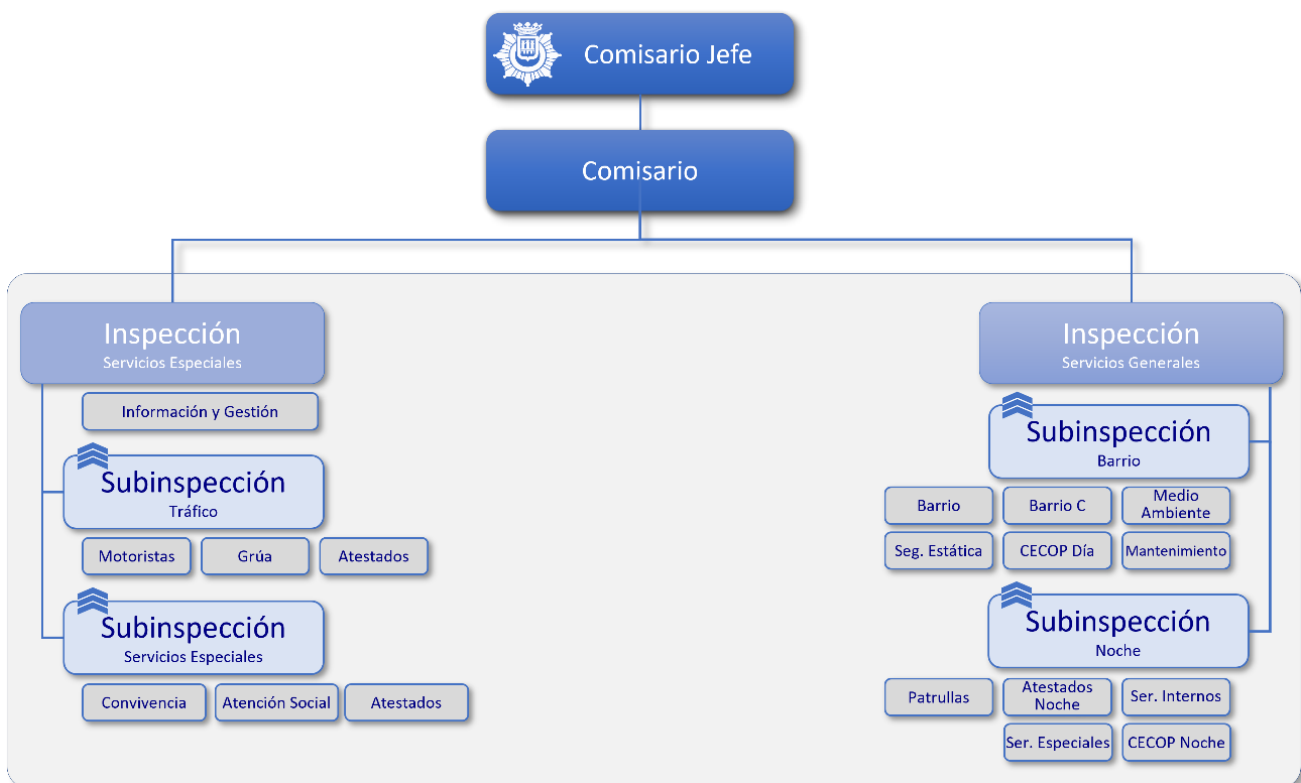 Comisario Jefe
Comisario
Inspección
Servicios Especiales
Información y Gestión
Subinspección
Tráfico
Motoristas
Grúa
Atestados
Subinspección
Servicios Especiales
Convivencia
Atención Social
Atestados
Inspección
Servicios Generales
Subinspección
Barrio
Barrio
Barrio C
Medio
Ambiente
Seg. Estática
CECOP Día
Mantenimiento
Subinspección
Noche
Patrullas
Atestados
Noche
Ser. Internos
Ser. Especiales
CECOP Noche